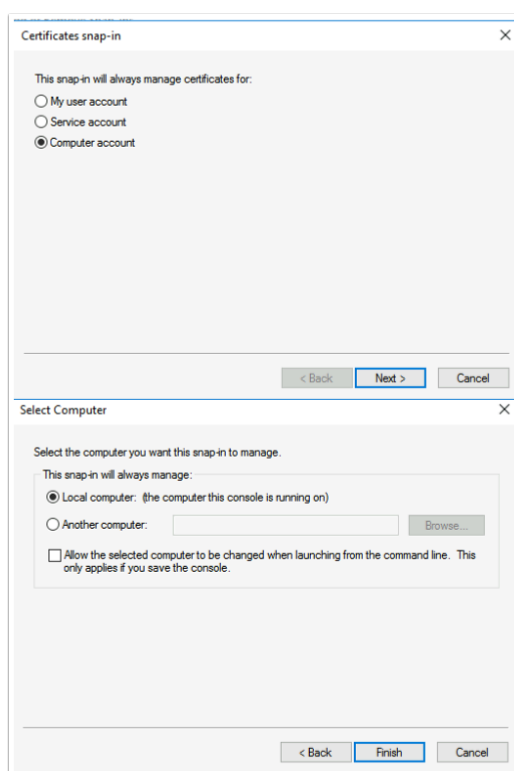 Certificates snap-in
This snap-in will always manage certificates for:
My user account
Service account
Computer account
< Back Next > Cancel
Select Computer
Select the computer you want this snap-in to manage.
This snap-in will always manage:
Local computer: (the computer this console is running on)
Another computer: Browse...
Allow the selected computer to be changed when launching from the command line. This
only applies if you save the console.
< Back Finish Cancel